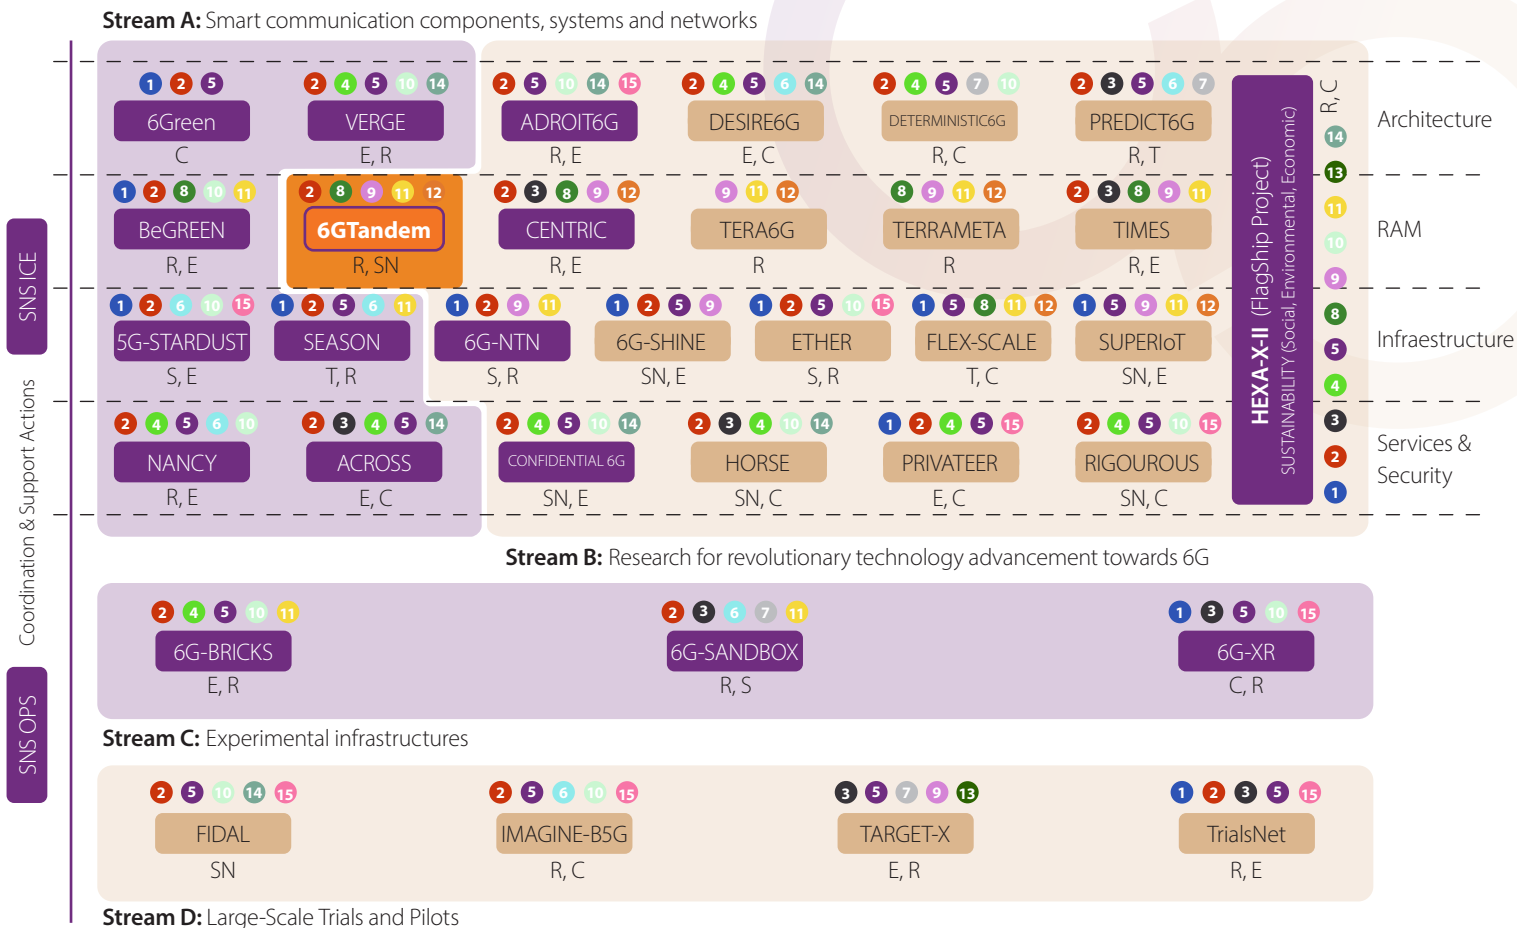 Stream A: Smart communication components, systems and networks
1 2 5
6Green
C
2 4 5 10 14
VERGE
E, R
2 5 10 14 15
ADROIT6G
R, E
2 4 5 6 14
DESIRE6G
E, C
2 4 5 7 10
DETERMINISTIC6G
R, C
2 3 5 6 7
PREDICT6G
R, T
Architecture
1 2 8 10 11
BeGREEN
R, E
2 8 9 11 12
6GTandem
R, SN
2 3 8 9 12
CENTRIC
R, E
9 11 12
TERA6G
R
8 9 11 12
TERRAMETA
R
2 3 8 9 11
TIMES
R, E
RAM
1 2 6 10 15
5G-STARDUST
S, E
1 2 5 6 11
SEASON
T, R
1 2 9 11
6G-NTN
S, R
1 2 5 9
6G-SHINE
SN, E
1 2 5 10 15
ETHER
S, R
1 5 8 11 12
FLEX-SCALE
T, C
1 5 9 11 12
SUPERIoT
SN, E
Infraestructure
2 4 5 6 10
NANCY
R, E
2 3 4 5 14
ACROSS
E, C
2 4 5 10 14
CONFIDENTIAL 6G
SN, E
2 3 4 10 14
HORSE
SN, C
1 2 4 5 15
PRIVATEER
E, C
2 4 5 10 15
RIGOUROUS
SN, C
Services &
Security
HEXA-X-II (FlagShip Project)
SUSTAINABILITY (Social, Environmental, Economic)
R, C
14
13
11
10
9
8
5
4
3
2
1
Stream B: Research for revolutionary technology advancement towards 6G
2 4 5 10 11
6G-BRICKS
E, R
2 3 6 7 11
6G-SANDBOX
R, S
1 3 5 10 15
6G-XR
C, R
Stream C: Experimental infrastructures
2 5 10 14 15
FIDAL
SN
2 5 6 10 15
IMAGINE-B5G
R, C
3 5 7 9 13
TARGET-X
E, R
1 2 3 5 15
TrialsNet
R, E
Stream D: Large-Scale Trials and Pilots
SNS ICE
Coordination & Support Actions
SNS OPS